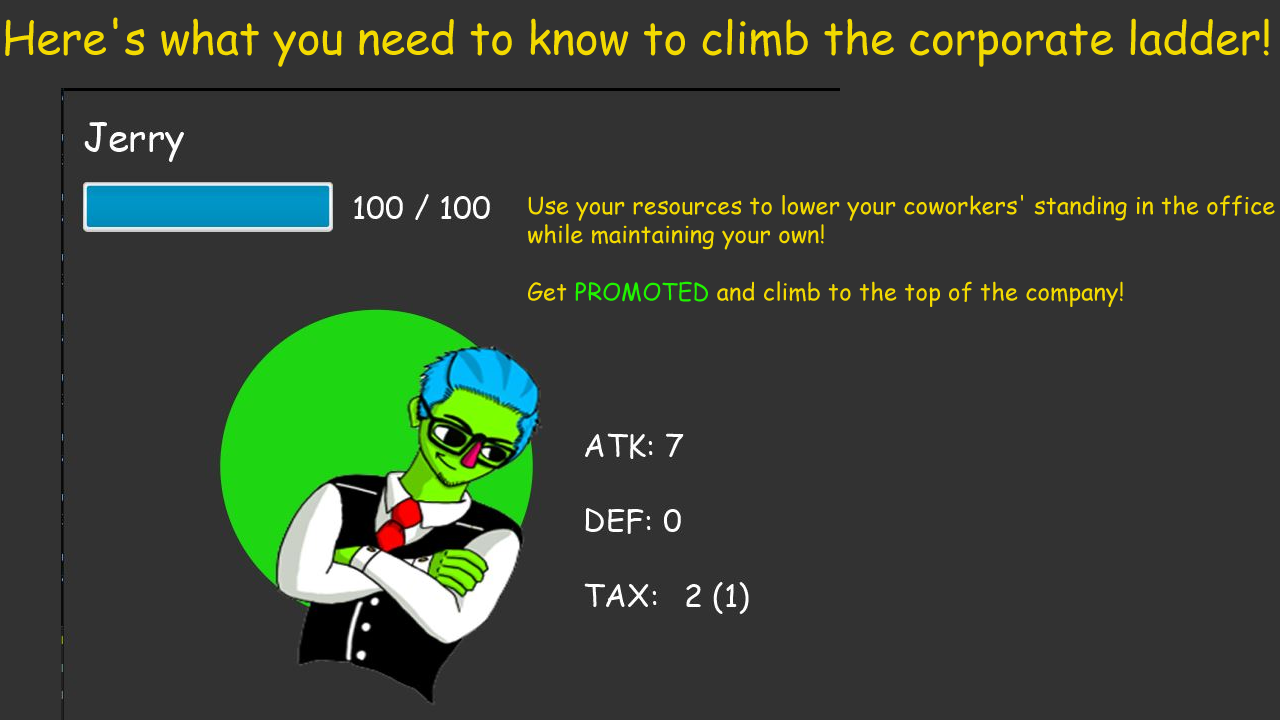 Here's what you need to know to climb the corporate ladder!
Jerry
100 / 100
Use your resources to lower your coworkers' standing in the office
while maintaining your own!
Get PROMOTED and climb to the top of the company!
ATK: 7
DEF: 0
TAX: 2 (1)